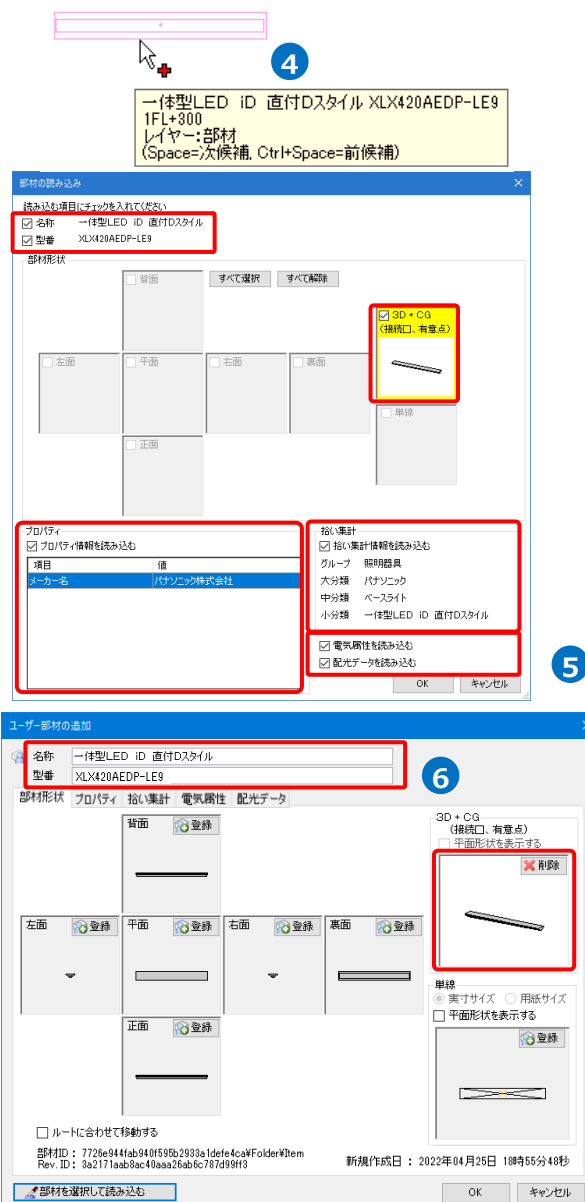 4
一体型LED iD 直付Dスタイル XLX420AEDP-LE9
1FL+300
レイヤー:部材
(Space=次候補, Ctrl+Space=前候補)
部材の読み込み
読み込む項目にチェックを入れてください
名称 一体型LED iD 直付Dスタイル
型番 XLX420AEDP-LE9
部材形状
背面 すべて選択 すべて解除
3D + CG
(接続口、有意点)
左面 平面 右面 裏面
単線
正面
プロパティ
プロパティ情報を読み込む
項目 値
メーカー名 パナソニック株式会社
拾い集計
拾い集計情報を読み込む
グループ 照明器具
大分類 パナソニック
中分類 ベースライト
小分類 一体型LED iD 直付Dスタイル
電気属性を読み込む
配光データを読み込む
5
OK キャンセル
ユーザー部材の追加
名称 一体型LED iD 直付Dスタイル
型番 XLX420AEDP-LE9
6
部材形状 プロパティ 拾い集計 電気属性 配光データ
背面 登録
3D + CG
(接続口、有意点)
平面形状を表示する
削除
左面 登録 平面 登録 右面 登録 裏面 登録
単線
実寸サイズ 用紙サイズ
平面形状を表示する
正面 登録
登録
ルートに合わせて移動する
部材ID : 7726e944fab940f595b2933a1defe4ca¥Folder¥Item
Rev. ID : 3a2171aab8ac40aaa26ab6c787d99ff3
新規作成日 : 2022年04月25日 18時55分48秒
部材を選択して読み込む
OK キャンセル